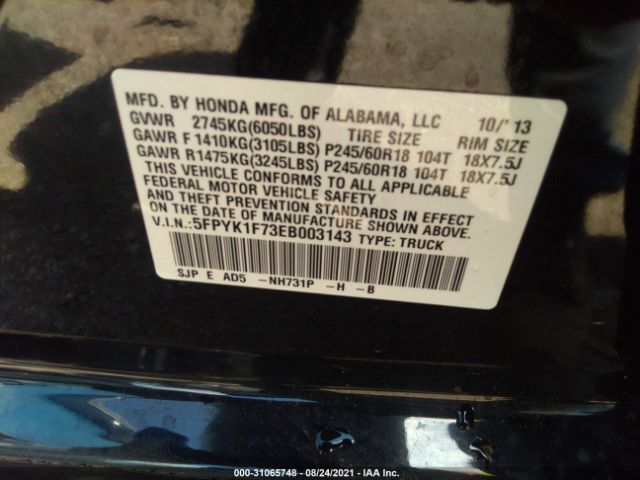 MFD. BY HONDA MFG. OF ALABAMA, LLC 10/'13
GVWR 2745KG(6050LBS) TIRE SIZE RIM SIZE
GAWR F 1410KG(3105LBS) P245/60R18 104T 18X7.5J
GAWR R1475KG(3245LBS) P245/60R18 104T 18X7.5J
THIS VEHICLE CONFORMS TO ALL APPLICABLE
FEDERAL MOTOR VEHICLE SAFETY
AND THEFT PREVENTION STANDARDS IN EFFECT
ON THE DATE OF MANUFACTURE SHOWN ABOVE.
V.I.N.:5FPYK1F73EB003143 TYPE: TRUCK
SJP E AD5 -NH731P -H -8
000-31065748 - 08/24/2021 - IAA Inc.